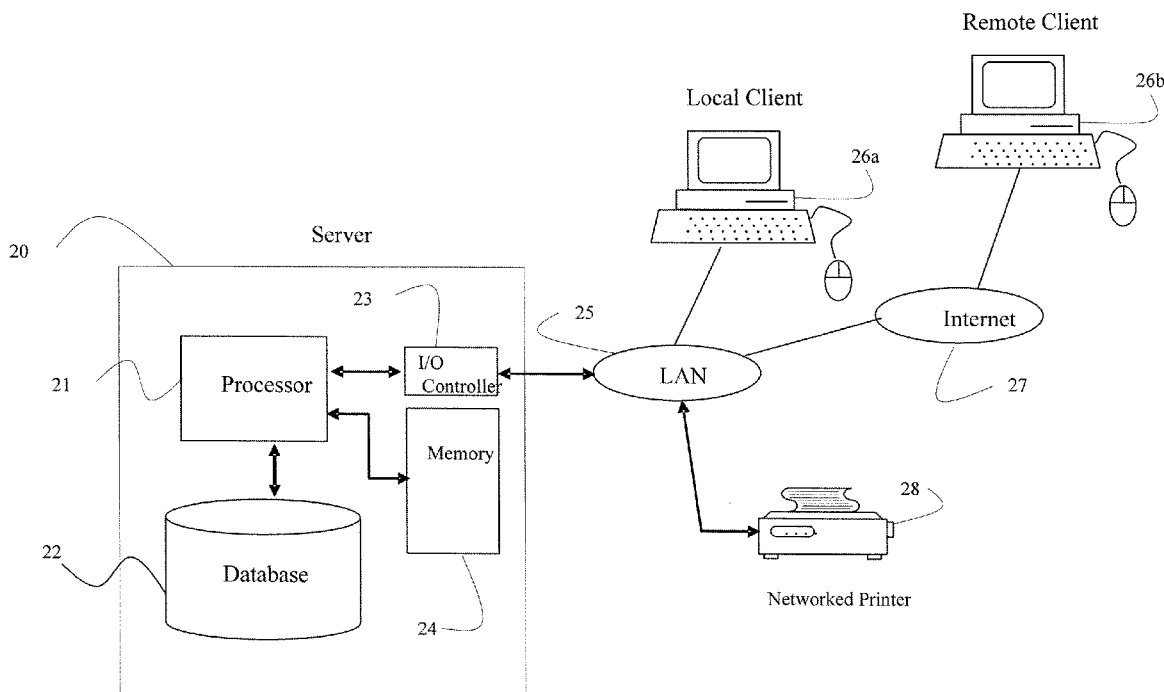 Remote Client
26b
Local Client
26a
Server
20
23
25
Internet
21
Processor
I/O
Controller
LAN
27
Memory
28
22
Database
24
Networked Printer